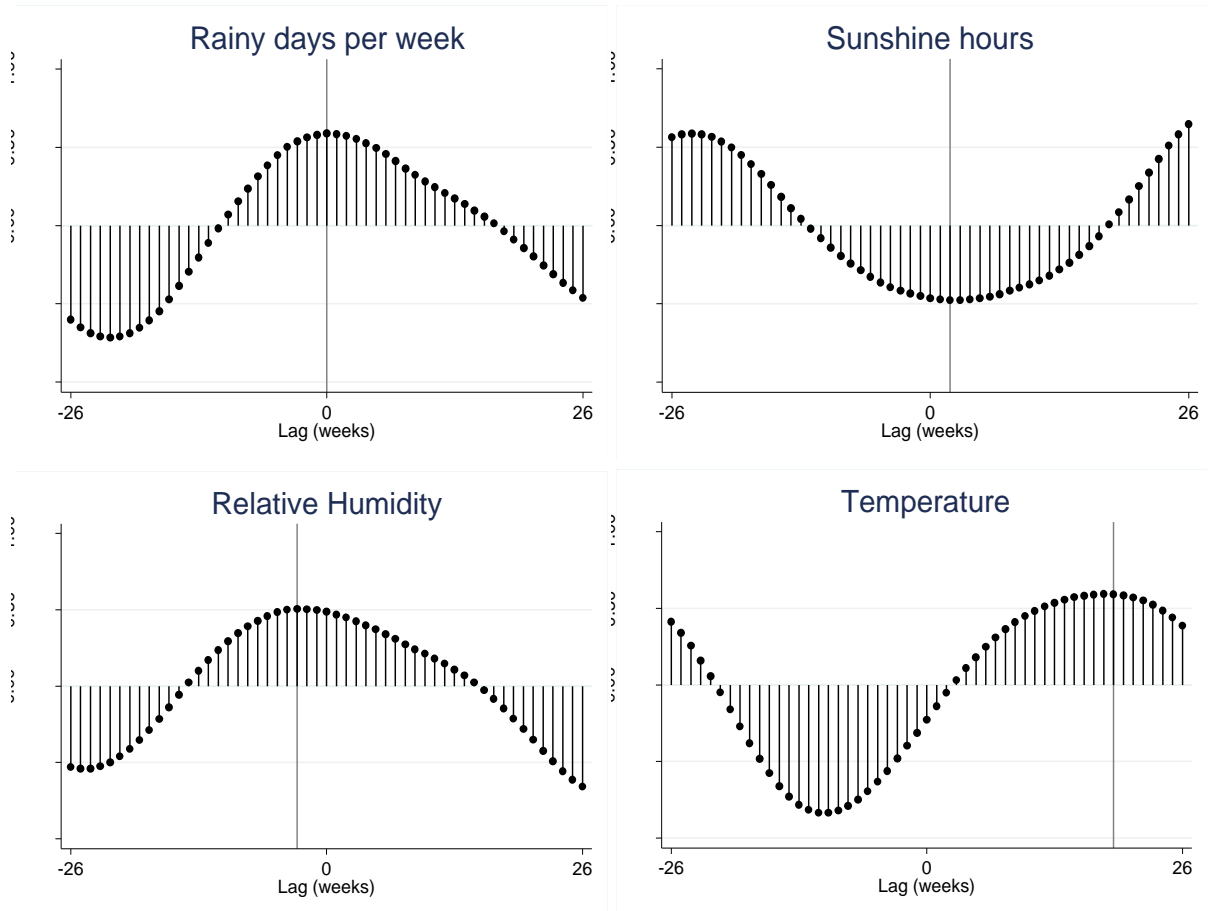 Rainy days per week
-26 0 26
Lag (weeks)
Sunshine hours
-26 0 26
Lag (weeks)
Relative Humidity
-26 0 26
Lag (weeks)
Temperature
-26 0 26
Lag (weeks)